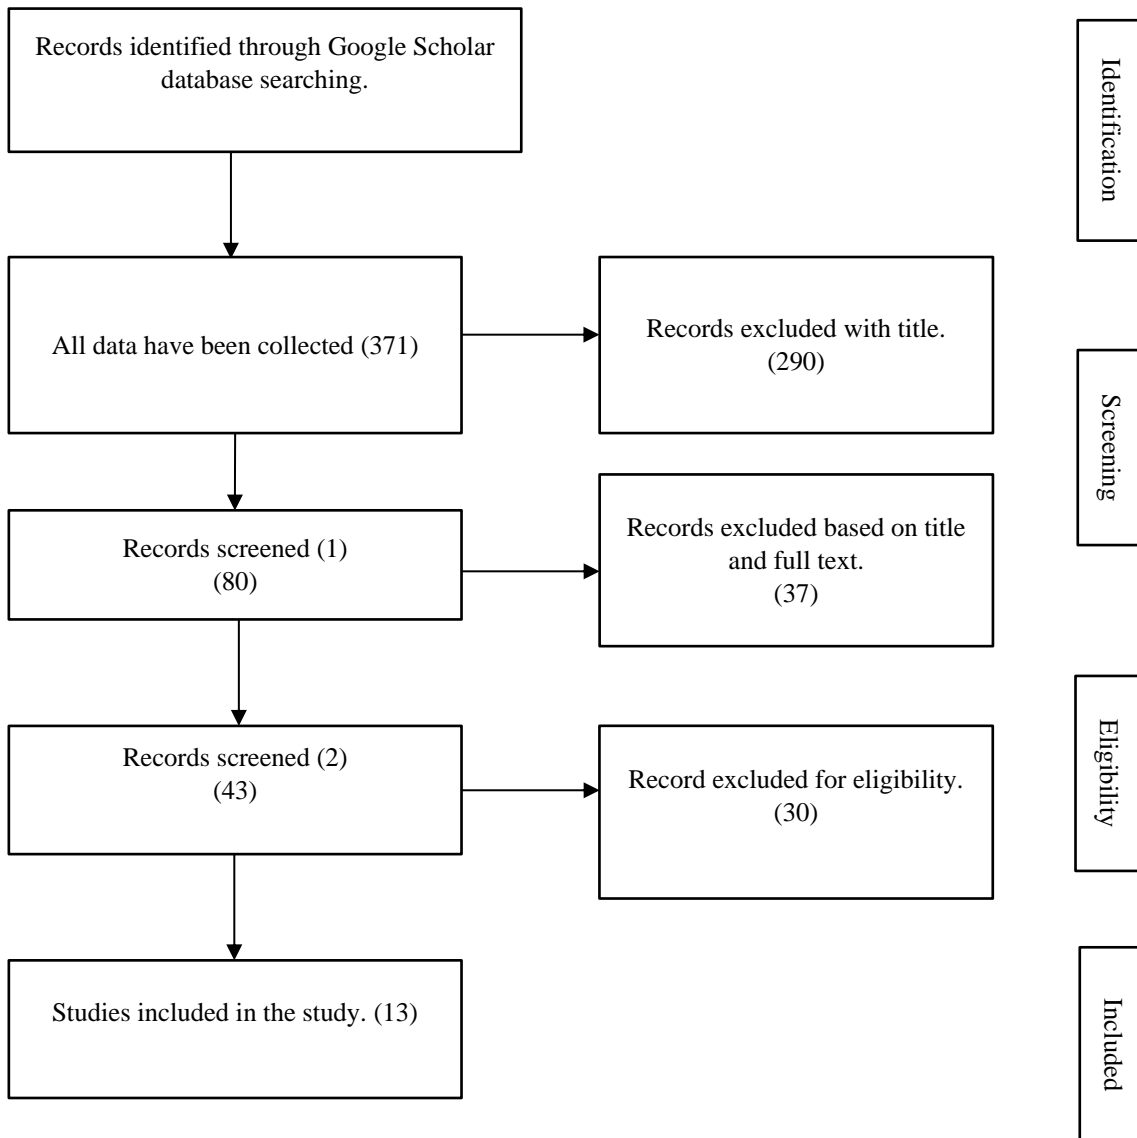 Records identified through Google Scholar
database searching.
Identification
All data have been collected (371)
Records excluded with title.
(290)
Screening
Records screened (1)
(80)
Records excluded based on title
and full text.
(37)
Records screened (2)
(43)
Record excluded for eligibility.
(30)
Eligibility
Studies included in the study. (13)
Included